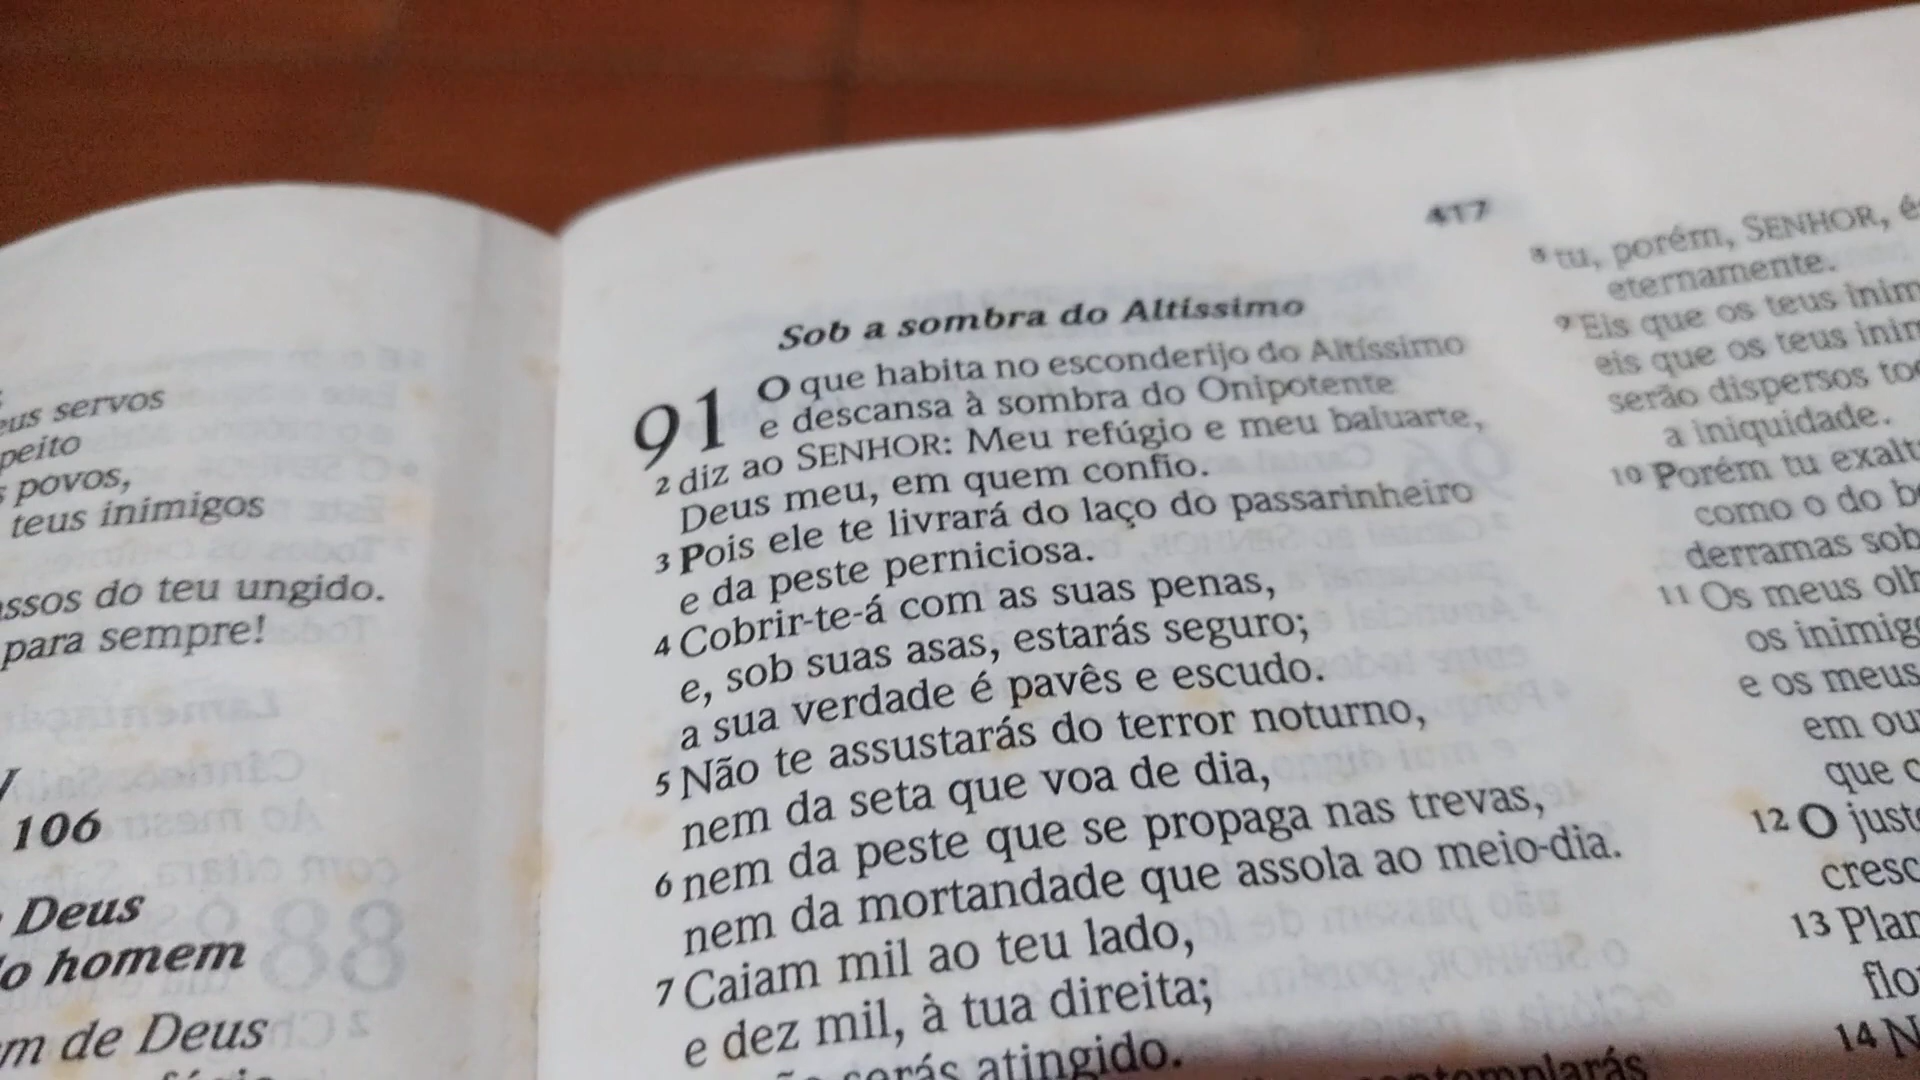 eus servos
peito
s povos,
teus inimigos
ssos do teu ungido.
para sempre!
106
Deus
o homem
m de Deus
417
Sob a sombra do Altíssimo
91 O que habita no esconderijo do Altíssimo
e descansa à sombra do Onipotente
2 diz ao SENHOR: Meu refúgio e meu baluarte,
Deus meu, em quem confio.
3 Pois ele te livrará do laço do passarinheiro
e da peste perniciosa.
4 Cobrir-te-á com as suas penas,
e, sob suas asas, estarás seguro;
a sua verdade é pavês e escudo.
5 Não te assustarás do terror noturno,
nem da seta que voa de dia,
6 nem da peste que se propaga nas trevas,
nem da mortandade que assola ao meio-dia.
7 Caiam mil ao teu lado,
e dez mil, à tua direita;
serás atingido.
8 tu, porém, SENHOR, é
eternamente.
9 Eis que os teus inim
eis que os teus inim
serão dispersos to
a iniquidade.
10 Porém tu exalt
como o do b
derramas sob
11 Os meus olh
os inimig
e os meus
em ou
que
12 O just
cresc
13 Plan
flo
14 N